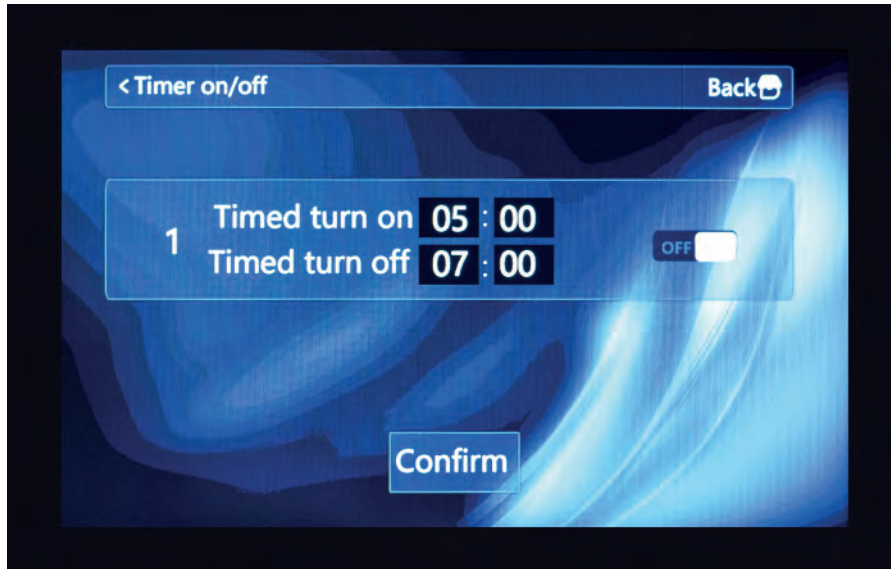 < Timer on/off Back
1
Timed turn on 05 : 00
Timed turn off 07 : 00
OFF
Confirm